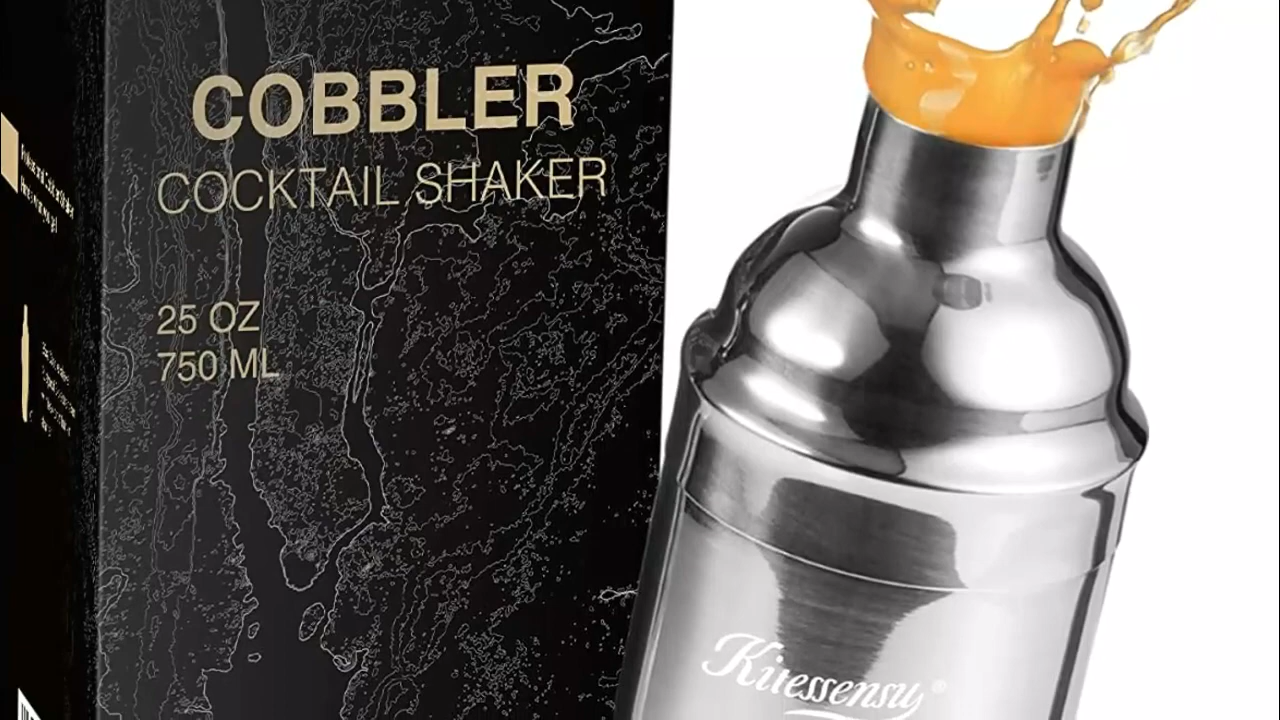 COBBLER
COCKTAIL SHAKER
25 OZ
750 ML
Kitessensu®